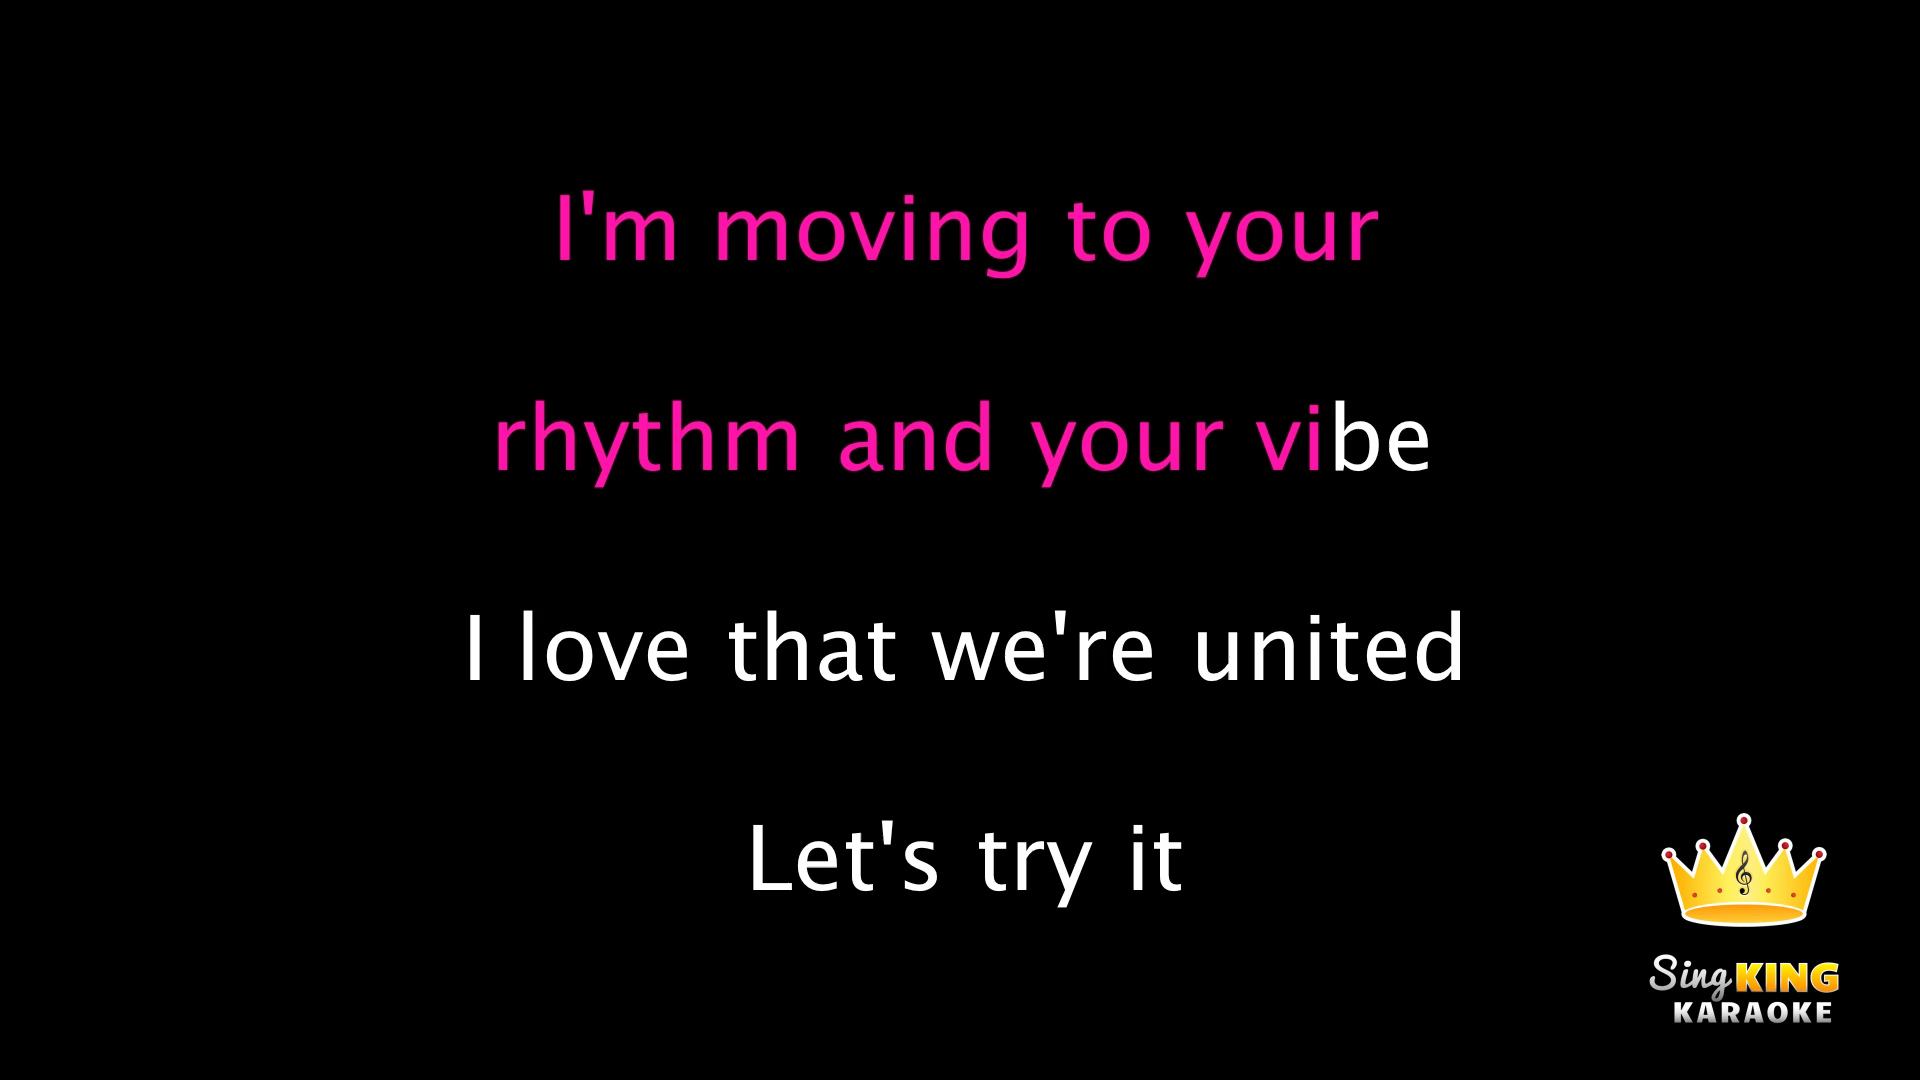 I'm moving to your
rhythm and your vibe
I love that we're united
Let's try it
Sing KING
KARAOKE